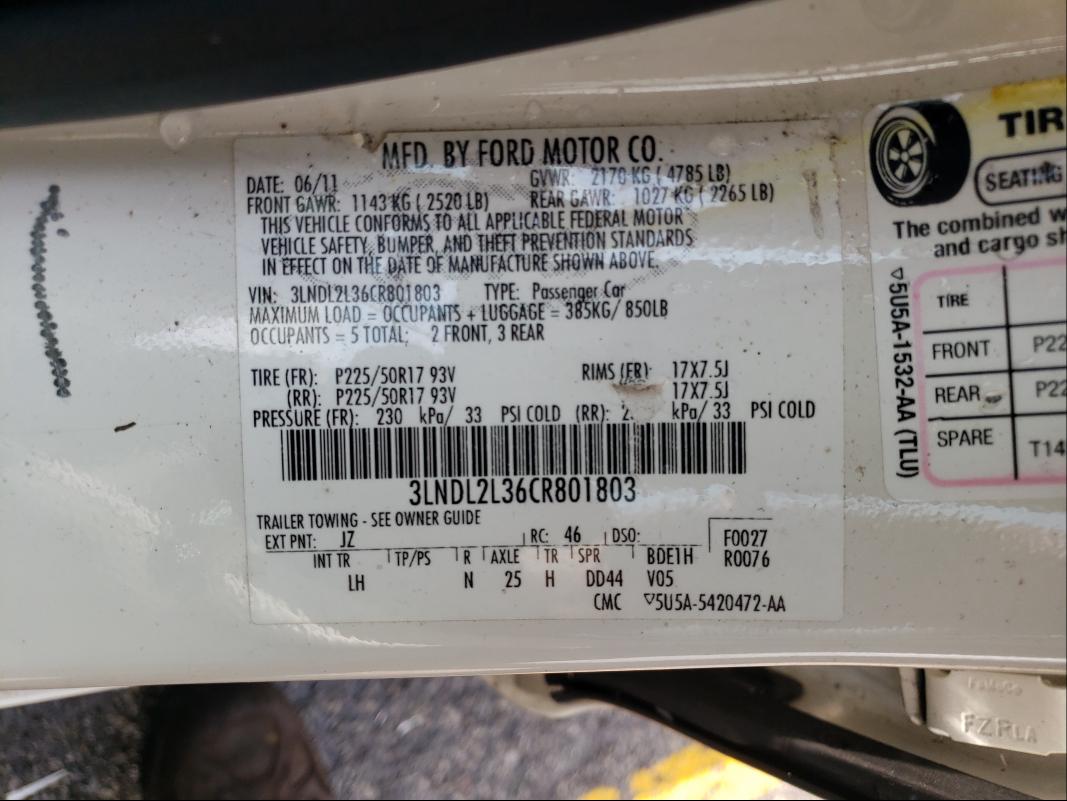 MFD. BY FORD MOTOR CO.
DATE: 06/11 GVWR: 2170 KG ( 4785 LB)
FRONT GAWR: 1143 KG ( 2520 LB) REAR GAWR: 1027 KG ( 2265 LB)
THIS VEHICLE CONFORMS TO ALL APPLICABLE FEDERAL MOTOR
VEHICLE SAFETY, BUMPER, AND THEFT PREVENTION STANDARDS
IN EFFECT ON THE DATE OF MANUFACTURE SHOWN ABOVE.
VIN: 3LNDL2L36CR801803 TYPE: Passenger Car
MAXIMUM LOAD = OCCUPANTS + LUGGAGE = 385KG/ 850LB
OCCUPANTS = 5 TOTAL; 2 FRONT, 3 REAR
TIRE (FR): P225/50R17 93V RIMS (FR): 17X7.5J
(RR): P225/50R17 93V 17X7.5J
PRESSURE (FR): 230 kPa/ 33 PSI COLD (RR): kPa/ 33 PSI COLD
3LNDL2L36CR801803
TRAILER TOWING - SEE OWNER GUIDE
EXT PNT: JZ RC: 46 DSO: F0027
INT TR TP/PS R AXLE TR SPR BDE1H R0076
LH N 25 H DD44 V05
CMC ▽5U5A-5420472-AA
TIR
SEATING
The combined w
and cargo sh
TIRE
FRONT P22
REAR P22
SPARE T14
▽5U5A-1532-AA (TLU)
FoMoCo
FZRLA